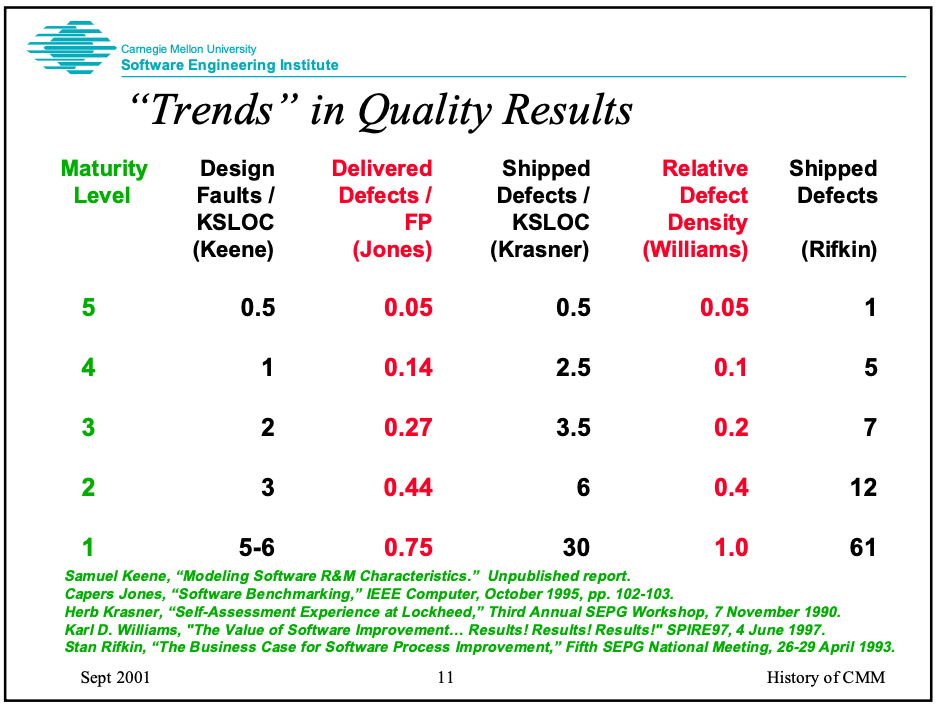 Carnegie Mellon University
Software Engineering Institute
“Trends” in Quality Results
Maturity Design Delivered Shipped Relative Shipped
Level Faults / Defects / Defects / Defect Defects
KSLOC FP KSLOC Density
(Keene) (Jones) (Krasner) (Williams) (Rifkin)
5 0.5 0.05 0.5 0.05 1
4 1 0.14 2.5 0.1 5
3 2 0.27 3.5 0.2 7
2 3 0.44 6 0.4 12
1 5-6 0.75 30 1.0 61
Samuel Keene, “Modeling Software R&M Characteristics.” Unpublished report.
Capers Jones, “Software Benchmarking,” IEEE Computer, October 1995, pp. 102-103.
Herb Krasner, “Self-Assessment Experience at Lockheed,” Third Annual SEPG Workshop, 7 November 1990.
Karl D. Williams, "The Value of Software Improvement… Results! Results! Results!" SPIRE97, 4 June 1997.
Stan Rifkin, “The Business Case for Software Process Improvement,” Fifth SEPG National Meeting, 26-29 April 1993.
Sept 2001 11 History of CMM